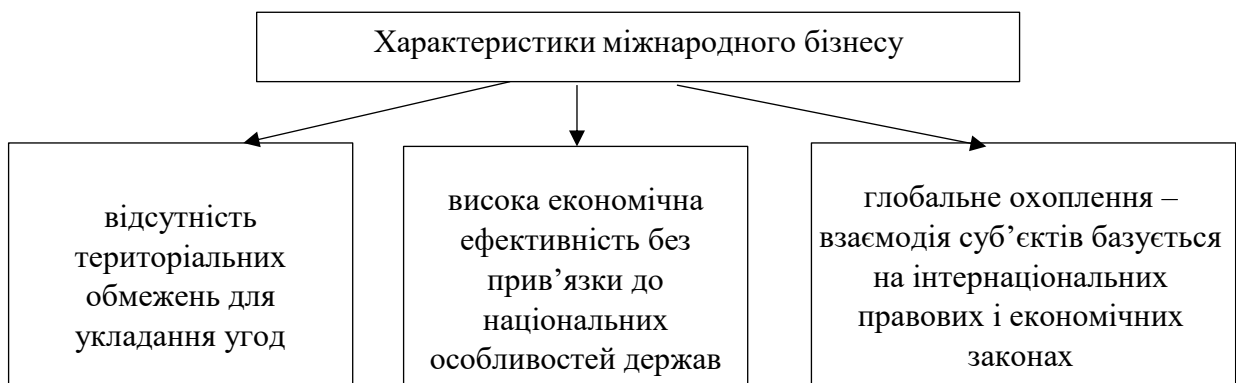 Характеристики міжнародного бізнесу
відсутність
територіальних
обмежень для
укладання угод
висока економічна
ефективність без
прив’язки до
національних
особливостей держав
глобальне охоплення –
взаємодія суб’єктів базується
на інтернаціональних
правових і економічних
законах